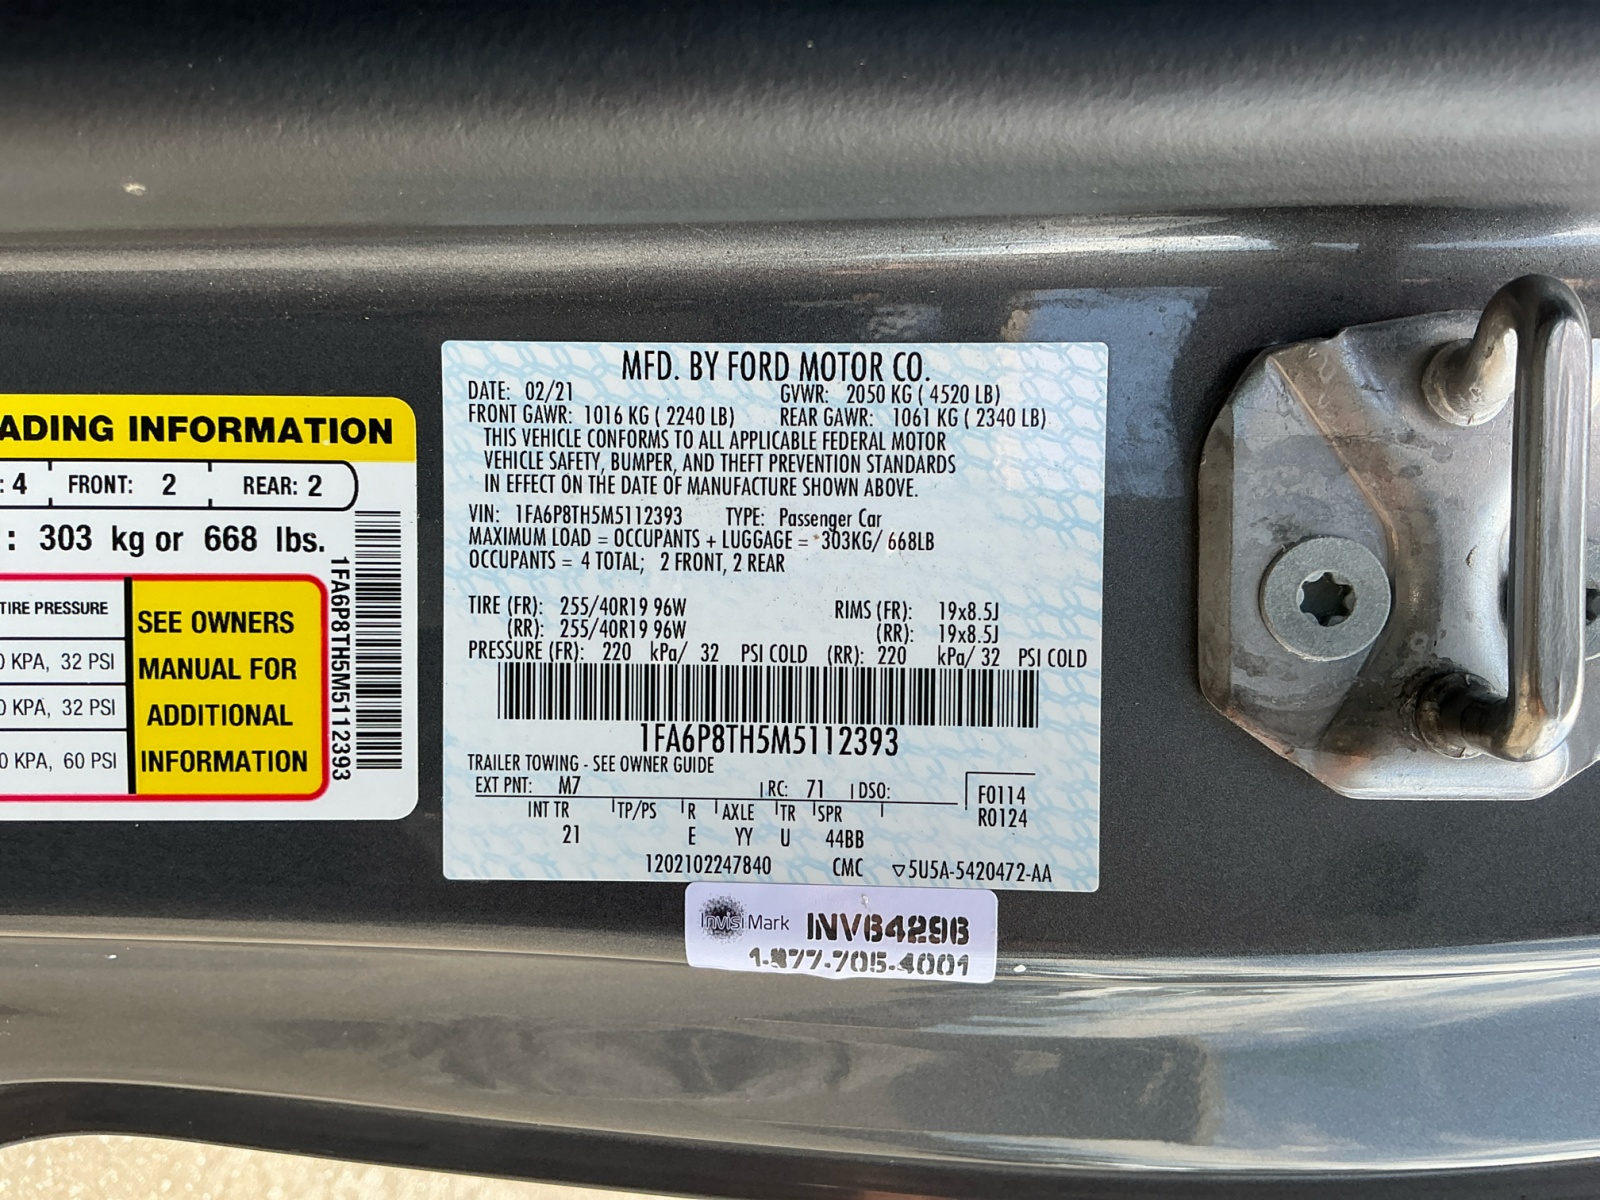 ADING INFORMATION
: 4 FRONT: 2 REAR: 2
: 303 kg or 668 lbs.
TIRE PRESSURE
0 KPA, 32 PSI
0 KPA, 32 PSI
0 KPA, 60 PSI
SEE OWNERS
MANUAL FOR
ADDITIONAL
INFORMATION
1FA6P8TH5M5112393
MFD. BY FORD MOTOR CO.
DATE: 02/21 GVWR: 2050 KG ( 4520 LB)
FRONT GAWR: 1016 KG ( 2240 LB) REAR GAWR: 1061 KG ( 2340 LB)
THIS VEHICLE CONFORMS TO ALL APPLICABLE FEDERAL MOTOR
VEHICLE SAFETY, BUMPER, AND THEFT PREVENTION STANDARDS
IN EFFECT ON THE DATE OF MANUFACTURE SHOWN ABOVE.
VIN: 1FA6P8TH5M5112393 TYPE: Passenger Car
MAXIMUM LOAD = OCCUPANTS + LUGGAGE = 303KG/ 668LB
OCCUPANTS = 4 TOTAL; 2 FRONT, 2 REAR
TIRE (FR): 255/40R19 96W RIMS (FR): 19x8.5J
(RR): 255/40R19 96W (RR): 19x8.5J
PRESSURE (FR): 220 kPa/ 32 PSI COLD (RR): 220 kPa/ 32 PSI COLD
1FA6P8TH5M5112393
TRAILER TOWING - SEE OWNER GUIDE
EXT PNT: M7 RC: 71 DSO:
F0114
R0124
INT TR TP/PS R AXLE TR SPR
21 E YY U 44BB
1202102247840 CMC ▽5U5A-5420472-AA
InvisiMark INV64296
1-877-705-4001